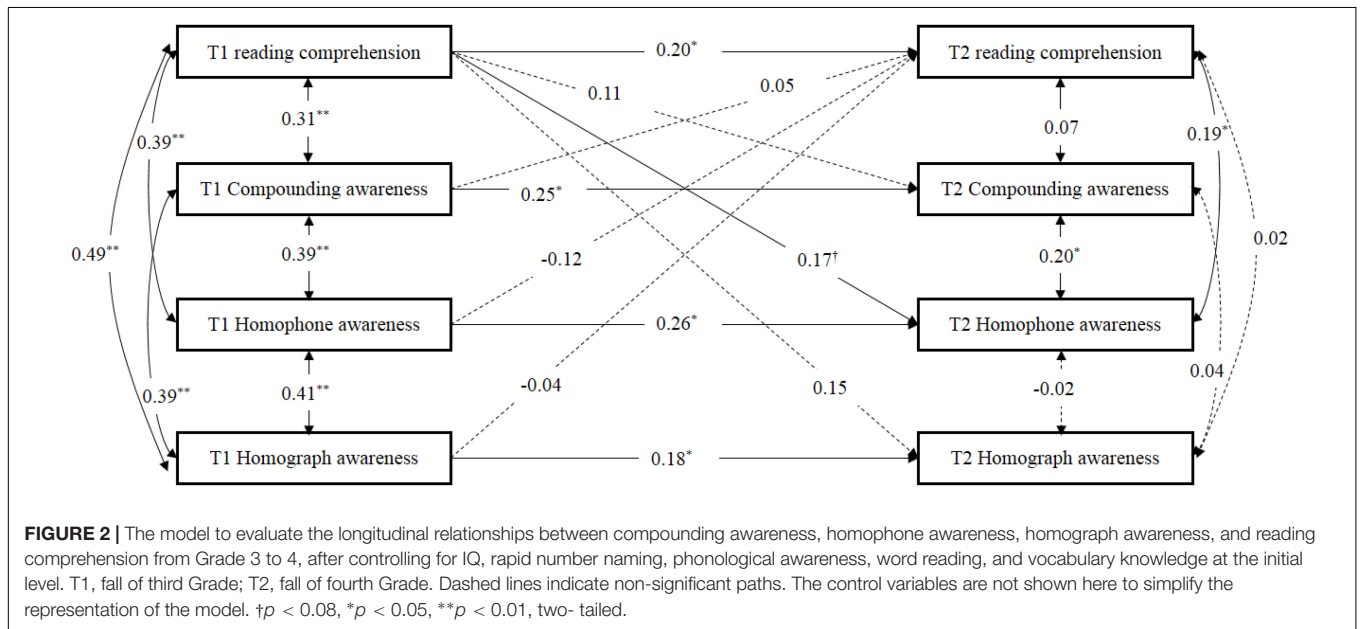 T1 reading comprehension 0.20* T2 reading comprehension
0.11 0.05
0.31** 0.07
0.39** 0.19*
T1 Compounding awareness 0.25* T2 Compounding awareness
0.49** 0.39** -0.12 0.17† 0.20* 0.02
T1 Homophone awareness 0.26* T2 Homophone awareness
0.39** 0.41** -0.04 0.15 -0.02 0.04
T1 Homograph awareness 0.18* T2 Homograph awareness
FIGURE 2 | The model to evaluate the longitudinal relationships between compounding awareness, homophone awareness, homograph awareness, and reading
comprehension from Grade 3 to 4, after controlling for IQ, rapid number naming, phonological awareness, word reading, and vocabulary knowledge at the initial
level. T1, fall of third Grade; T2, fall of fourth Grade. Dashed lines indicate non-significant paths. The control variables are not shown here to simplify the
representation of the model. †p < 0.08, *p < 0.05, **p < 0.01, two- tailed.